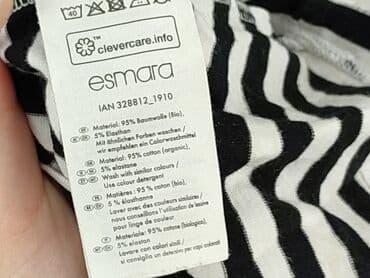 40
clevercare.info
esmara
IAN 328812_1910
Material: 95% Baumwolle (Bio),
5% Elasthan
Mit ähnlichen Farben waschen /
wir empfehlen ein Colorwaschmittel
Material: 95% cotton (organic),
5% elastane
Wash with similar colours /
Use colour detergent
Matières : 95 % coton (bio),
5 % élasthanne
Laver avec des couleurs similaires /
nous conseillons l'utilisation de lessive
pour linge de couleur
Materiale: 95% cotone (biologico),
5% elastan
Lavare con colori simili /
si consiglia un detergente per capi colorati